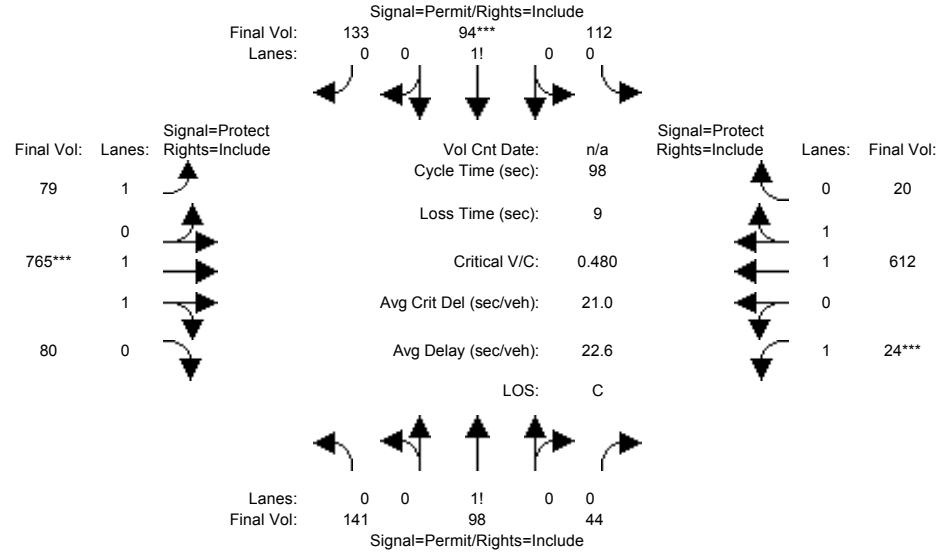 Signal=Permit/Rights=Include
Final Vol: 133 94*** 112
Lanes: 0 0 1! 0 0
Signal=Protect Signal=Protect
Final Vol: Lanes: Rights=Include Vol Cnt Date: n/a Rights=Include Lanes: Final Vol:
Cycle Time (sec): 98
79 1 0 20
Loss Time (sec): 9
0 1
765*** 1 Critical V/C: 0.480 1 612
1 Avg Crit Del (sec/veh): 21.0 0
80 0 Avg Delay (sec/veh): 22.6 1 24***
LOS: C
Lanes: 0 0 1! 0 0
Final Vol: 141 98 44
Signal=Permit/Rights=Include